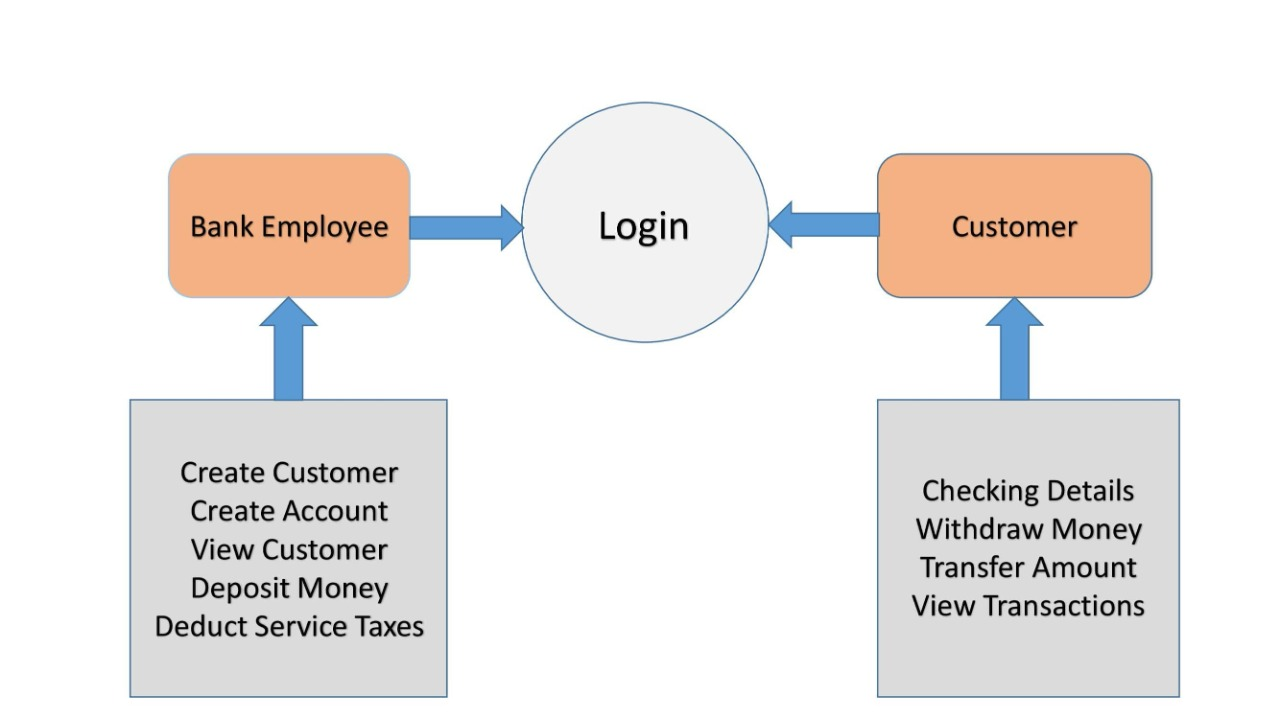 Bank Employee
Login
Customer
Create Customer
Create Account
View Customer
Deposit Money
Deduct Service Taxes
Checking Details
Withdraw Money
Transfer Amount
View Transactions